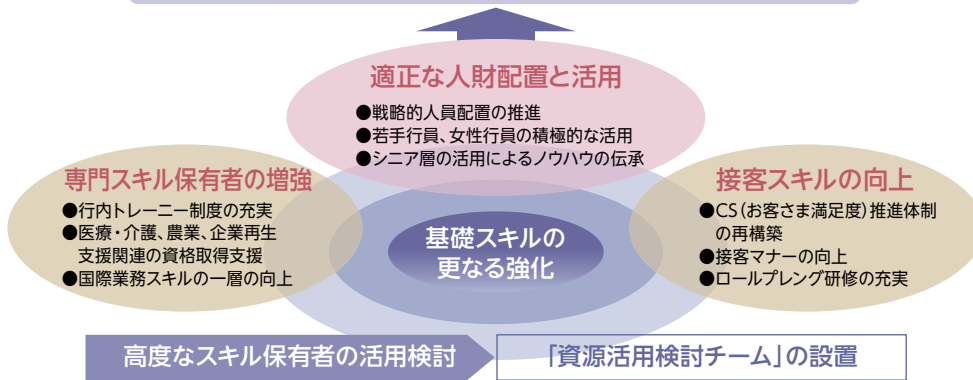 適正な人財配置と活用
●戦略的人員配置の推進
●若手行員、女性行員の積極的な活用
●シニア層の活用によるノウハウの伝承
専門スキル保有者の増強
●行内トレーニー制度の充実
●医療・介護、農業、企業再生
支援関連の資格取得支援
●国際業務スキルの一層の向上
基礎スキルの
更なる強化
接客スキルの向上
●CS(お客さま満足度)推進体制
の再構築
●接客マナーの向上
●ロールプレング研修の充実
高度なスキル保有者の活用検討
「資源活用検討チーム」の設置